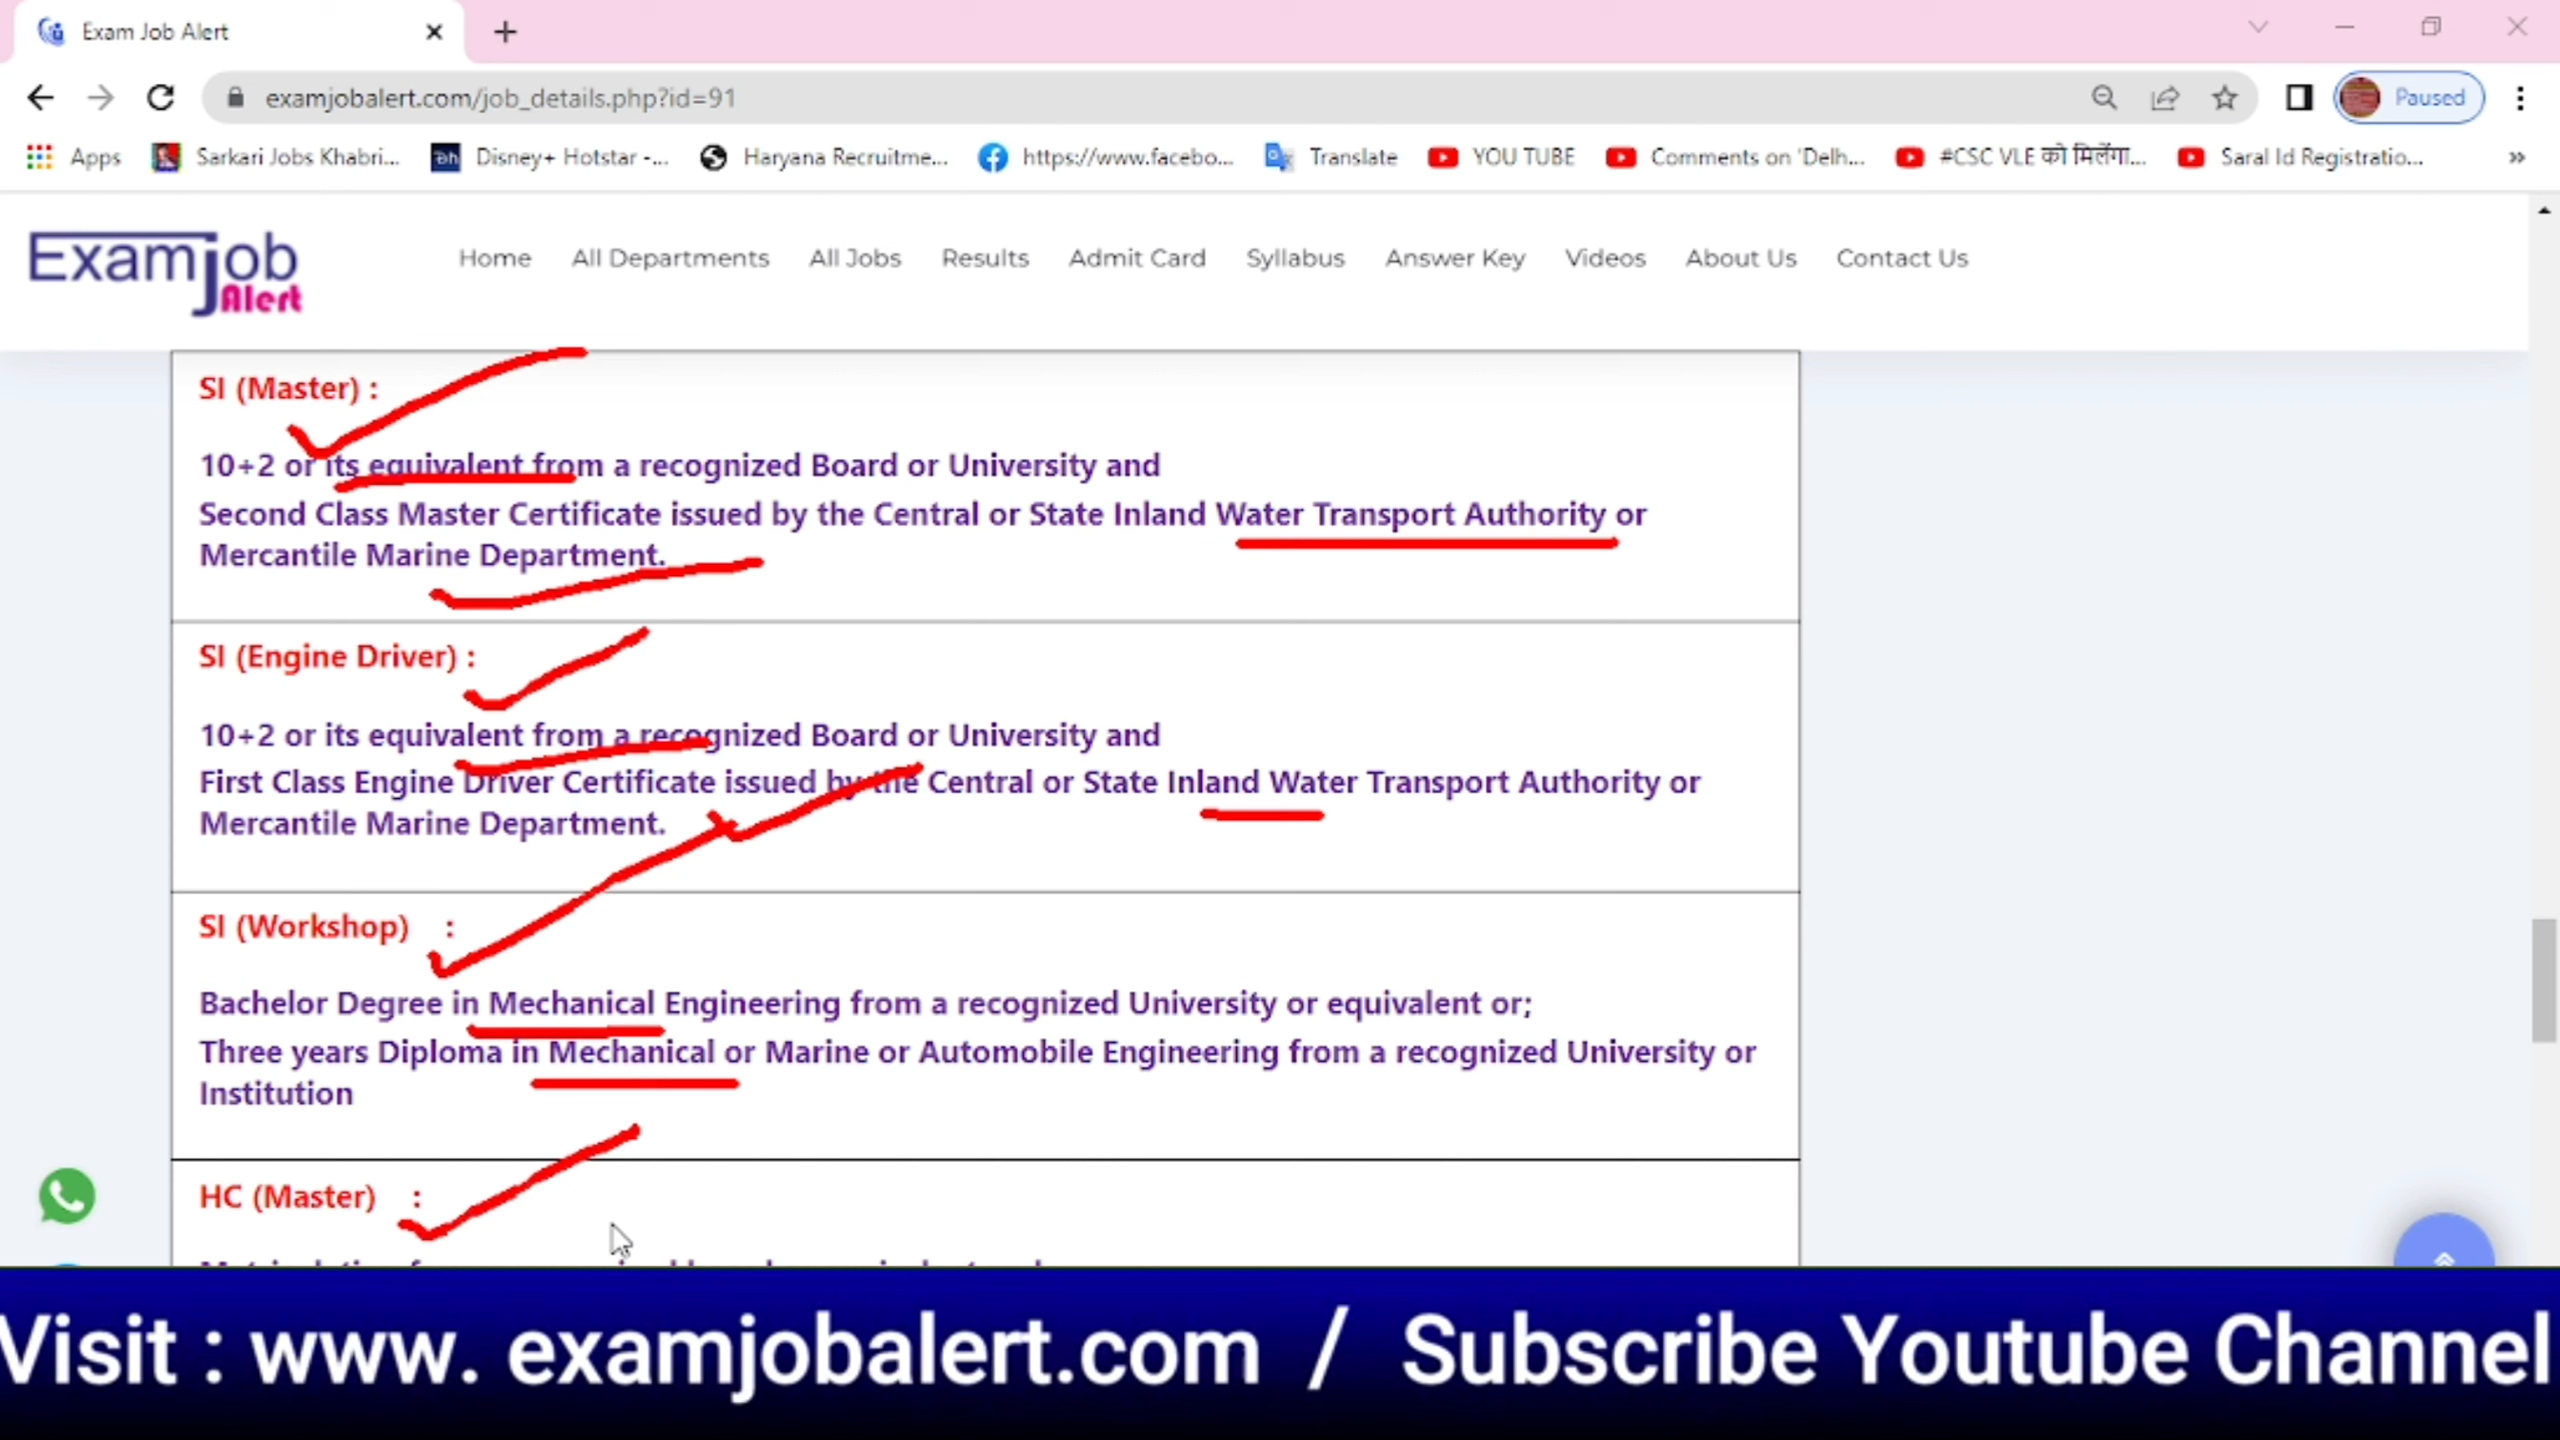 Exam Job Alert
examjobalert.com/job_details.php?id=91
Paused
Apps Sarkari Jobs Khabri... Disney+ Hotstar -... Haryana Recruitme... https://www.facebo... Translate YOU TUBE Comments on 'Delh... #CSC VLE को मिलेंगा... Saral Id Registratio...
Examjob
Alert
Home All Departments All Jobs Results Admit Card Syllabus Answer Key Videos About Us Contact Us
SI (Master) :
10+2 or its equivalent from a recognized Board or University and
Second Class Master Certificate issued by the Central or State Inland Water Transport Authority or
Mercantile Marine Department.
SI (Engine Driver) :
10+2 or its equivalent from a recognized Board or University and
First Class Engine Driver Certificate issued by the Central or State Inland Water Transport Authority or
Mercantile Marine Department.
SI (Workshop) :
Bachelor Degree in Mechanical Engineering from a recognized University or equivalent or;
Three years Diploma in Mechanical or Marine or Automobile Engineering from a recognized University or
Institution
HC (Master) :
Visit : www. examjobalert.com / Subscribe Youtube Channel